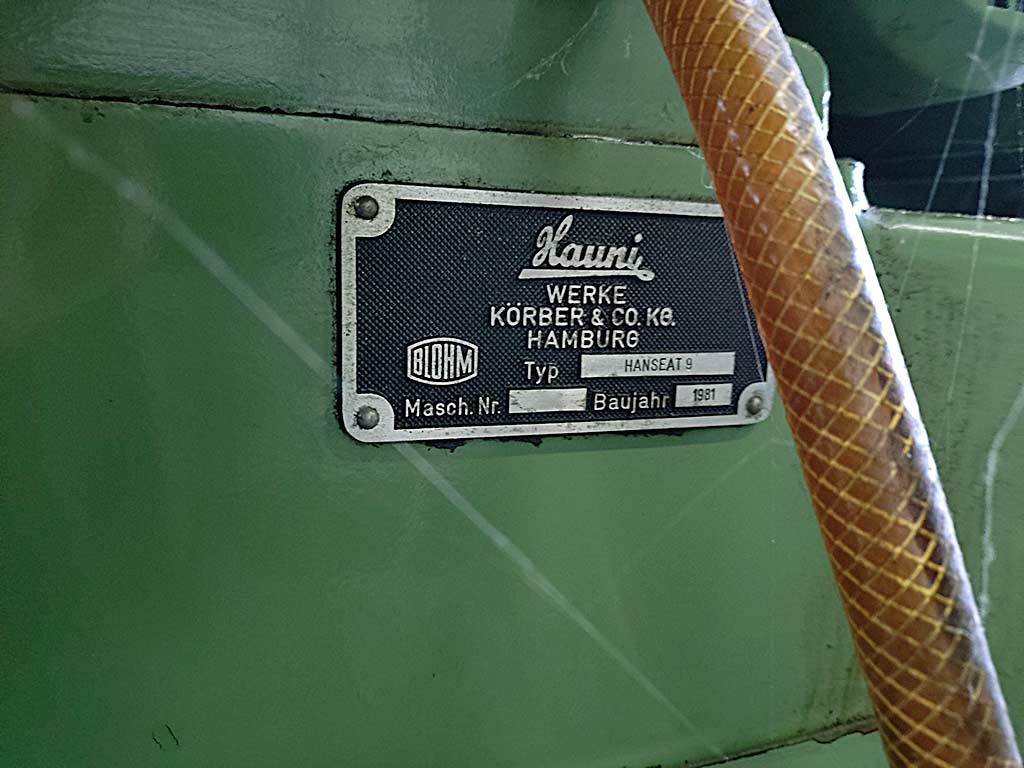 Hauni
WERKE
KÖRBER & CO. KG.
HAMBURG
BLOHM
Typ HANSEAT 9
Masch. Nr. Baujahr 1981